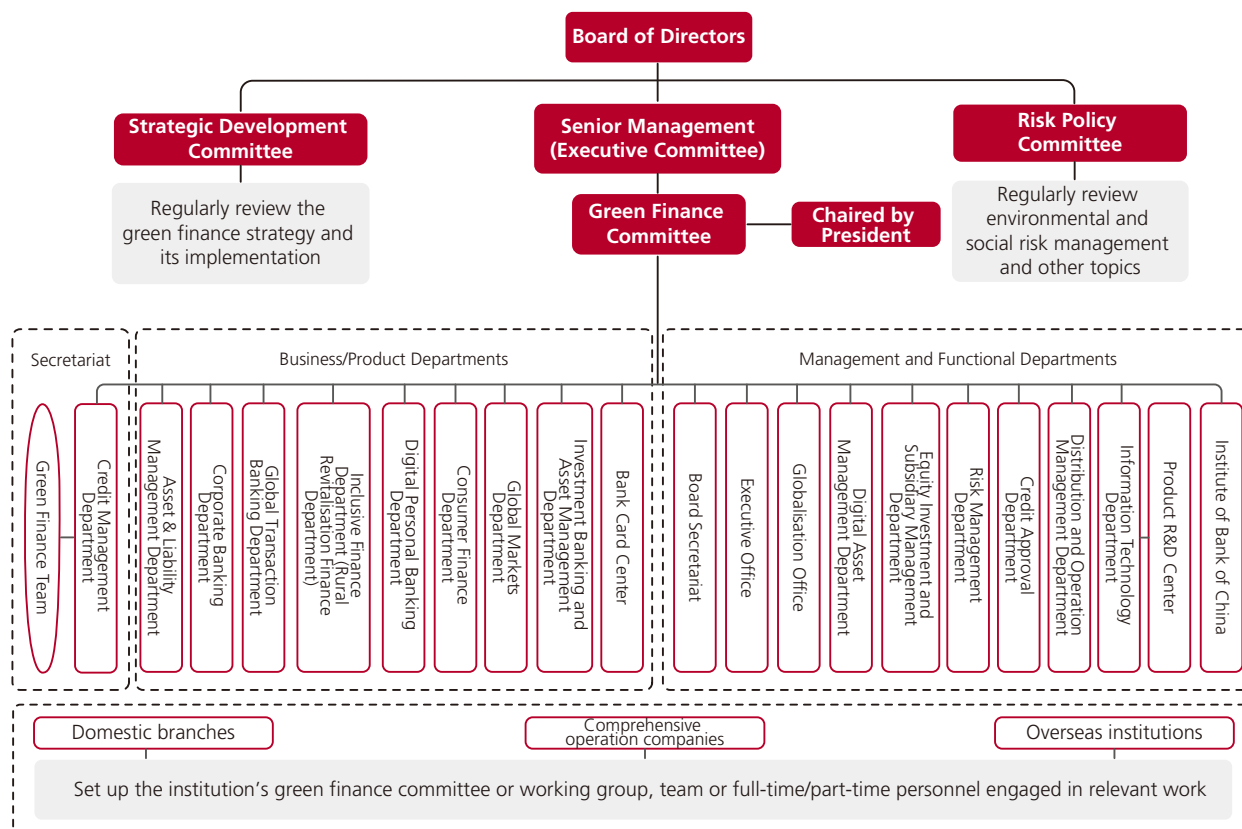 Board of Directors
Strategic Development
Committee
Senior Management
(Executive Committee)
Risk Policy
Committee
Regularly review the
green finance strategy and
its implementation
Green Finance
Committee
Chaired by
President
Regularly review
environmental and
social risk management
and other topics
Secretariat
Business/Product Departments
Management and Functional Departments
Green Finance Team
Credit Management
Department
Asset & Liability
Management Department
Corporate Banking
Department
Global Transaction
Banking Department
Inclusive Finance
Department (Rural
Revitalisation Finance
Department)
Digital Personal Banking
Department
Consumer Finance
Department
Global Markets
Department
Investment Banking and
Asset Management
Department
Bank Card Center
Board Secretariat
Executive Office
Globalisation Office
Digital Asset
Management Department
Equity Investment and
Subsidiary Management
Department
Risk Management
Department
Credit Approval
Department
Distribution and Operation
Management Department
Information Technology
Department
Product R&D Center
Institute of Bank of China
Domestic branches
Comprehensive
operation companies
Overseas institutions
Set up the institution’s green finance committee or working group, team or full-time/part-time personnel engaged in relevant work